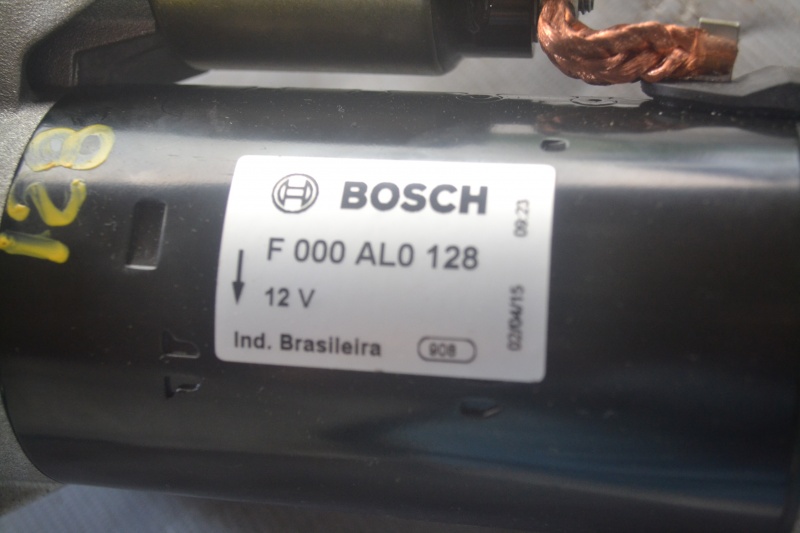 128
BOSCH
F 000 AL0 128
12 V
Ind. Brasileira
908
02/04/15 09:23